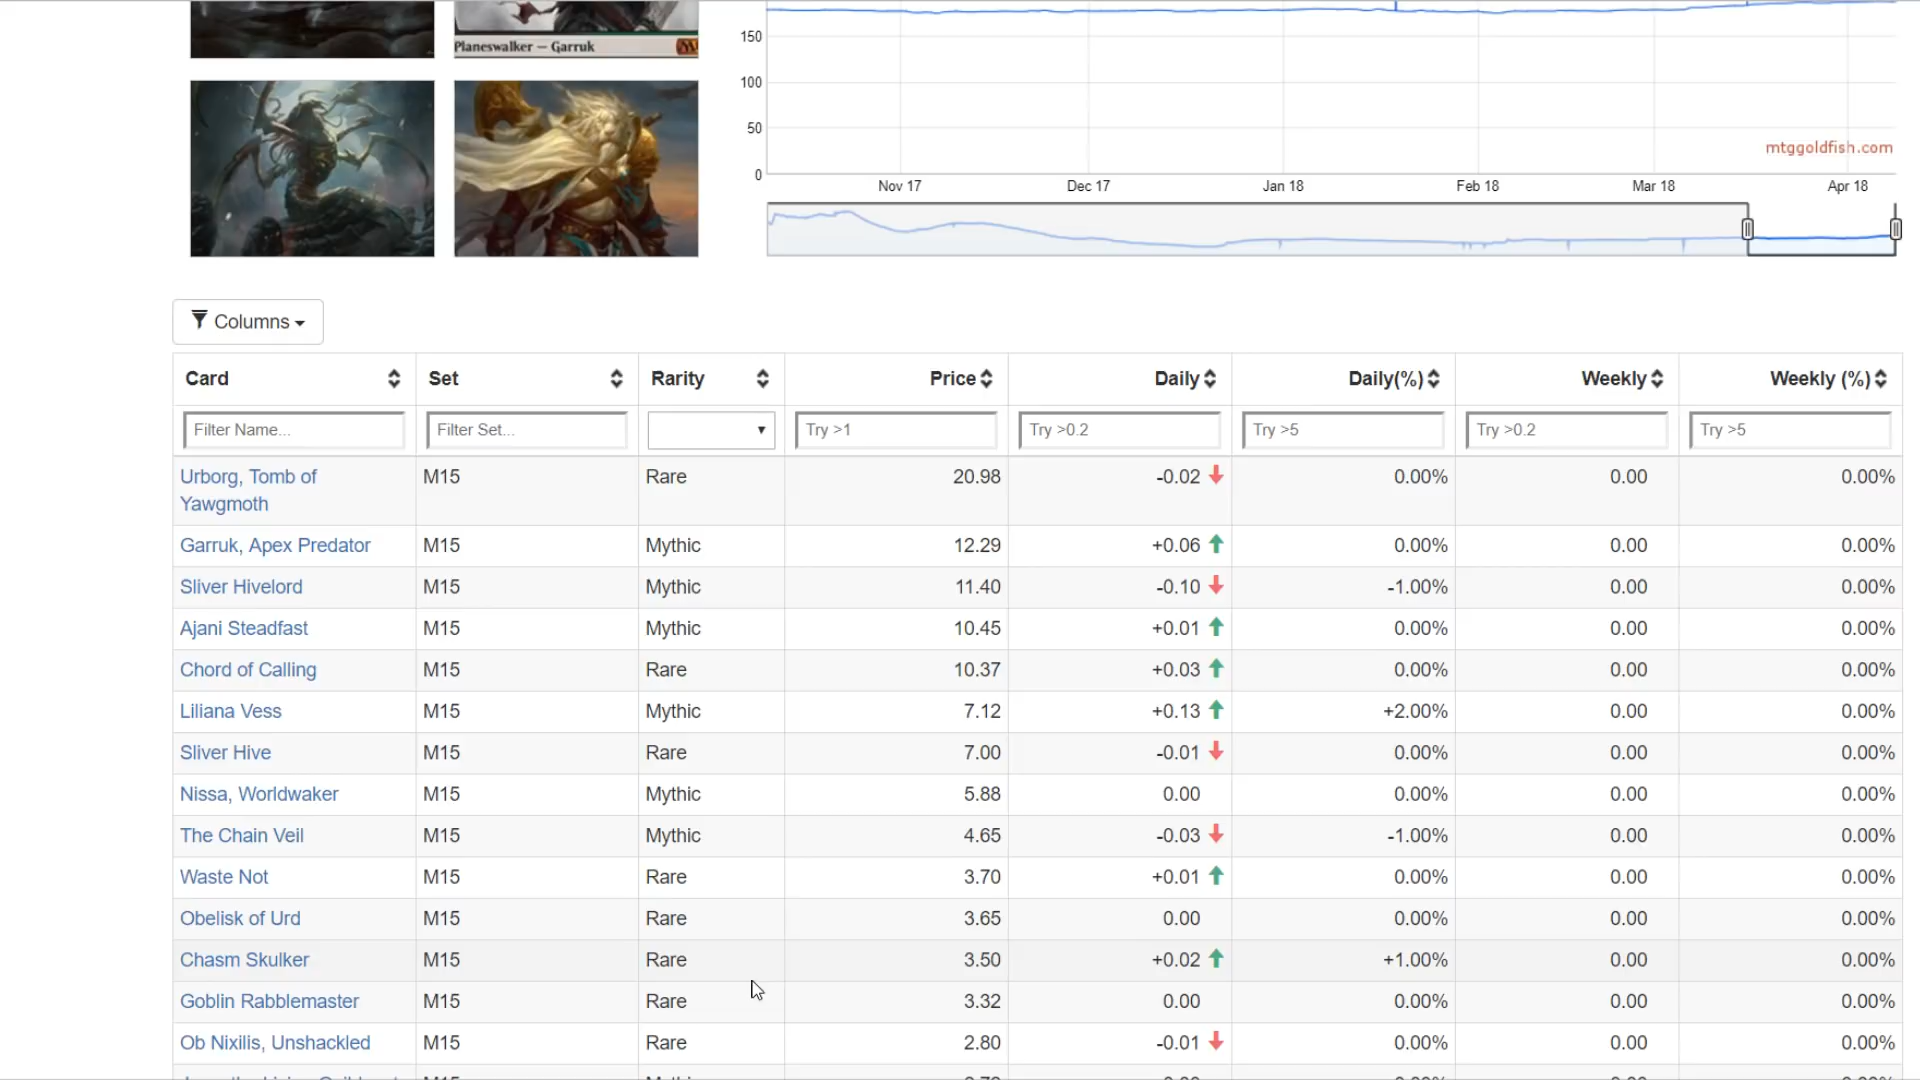 Planeswalker — Garruk
150
100
50
0
mtggoldfish.com
Nov 17 Dec 17 Jan 18 Feb 18 Mar 18 Apr 18
Columns
Card Set Rarity Price Daily Daily(%) Weekly Weekly (%)
Filter Name... Filter Set... Try >1 Try >0.2 Try >5 Try >0.2 Try >5
Urborg, Tomb of
Yawgmoth M15 Rare 20.98 -0.02 0.00% 0.00 0.00%
Garruk, Apex Predator M15 Mythic 12.29 +0.06 0.00% 0.00 0.00%
Sliver Hivelord M15 Mythic 11.40 -0.10 -1.00% 0.00 0.00%
Ajani Steadfast M15 Mythic 10.45 +0.01 0.00% 0.00 0.00%
Chord of Calling M15 Rare 10.37 +0.03 0.00% 0.00 0.00%
Liliana Vess M15 Mythic 7.12 +0.13 +2.00% 0.00 0.00%
Sliver Hive M15 Rare 7.00 -0.01 0.00% 0.00 0.00%
Nissa, Worldwaker M15 Mythic 5.88 0.00 0.00% 0.00 0.00%
The Chain Veil M15 Mythic 4.65 -0.03 -1.00% 0.00 0.00%
Waste Not M15 Rare 3.70 +0.01 0.00% 0.00 0.00%
Obelisk of Urd M15 Rare 3.65 0.00 0.00% 0.00 0.00%
Chasm Skulker M15 Rare 3.50 +0.02 +1.00% 0.00 0.00%
Goblin Rabblemaster M15 Rare 3.32 0.00 0.00% 0.00 0.00%
Ob Nixilis, Unshackled M15 Rare 2.80 -0.01 0.00% 0.00 0.00%